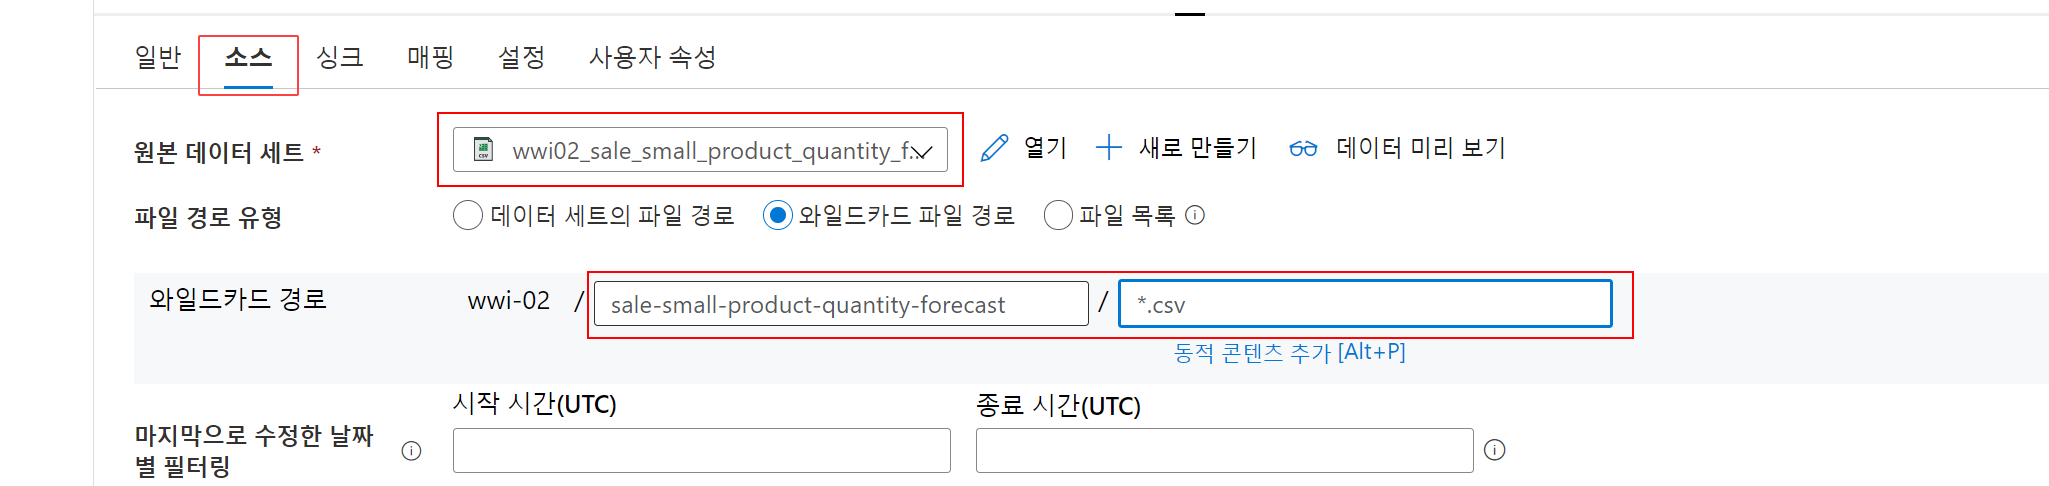 일반 소스 싱크 매핑 설정 사용자 속성
원본 데이터 세트 * wwi02_sale_small_product_quantity_f... 열기 새로 만들기 데이터 미리 보기
파일 경로 유형 데이터 세트의 파일 경로 와일드카드 파일 경로 파일 목록
와일드카드 경로 wwi-02 / sale-small-product-quantity-forecast / *.csv
동적 콘텐츠 추가 [Alt+P]
시작 시간(UTC) 종료 시간(UTC)
마지막으로 수정한 날짜
별 필터링